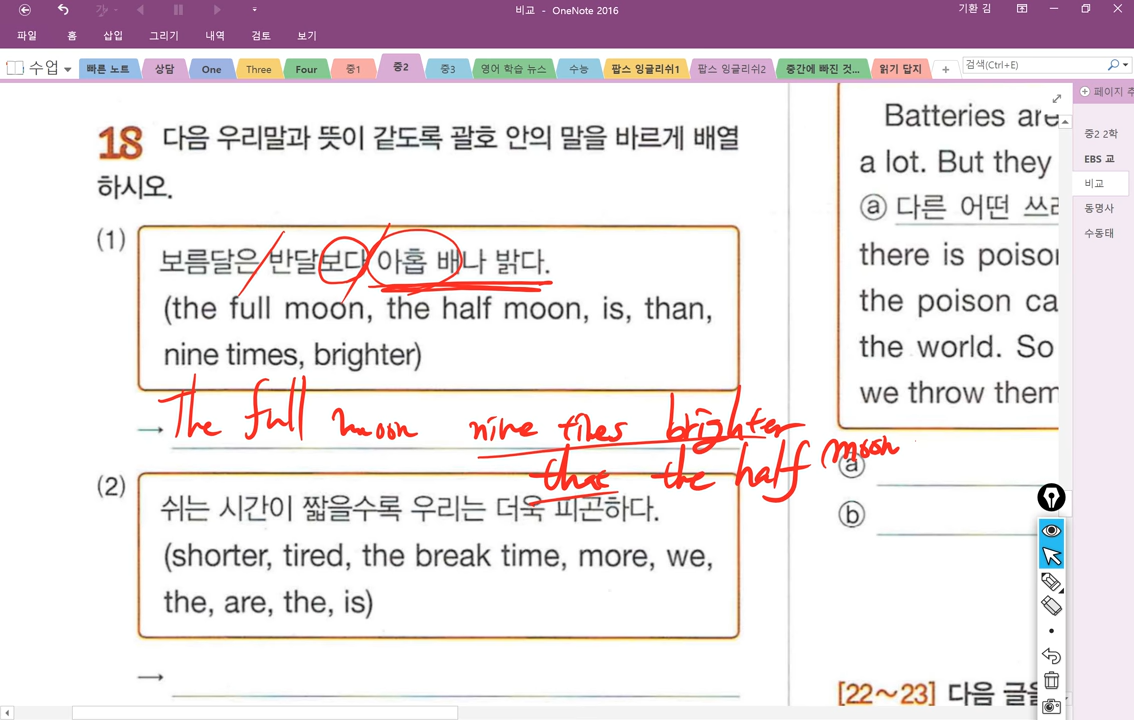 비교 - OneNote 2016
기환 김
파일 홈 삽입 그리기 내역 검토 보기
수업 빠른 노트 상담 One Three Four 중1 중2 중3 영어 학습 뉴스 수능 팝스 잉글리쉬1 팝스 잉글리쉬2 중간에 빠진 것... 읽기 답지 + 검색(Ctrl+E)
페이지 추
중2 2학
EBS 교
비교
동명사
수동태
18 다음 우리말과 뜻이 같도록 괄호 안의 말을 바르게 배열
하시오.
(1) 보름달은 반달보다 아홉 배나 밝다.
(the full moon, the half moon, is, than,
nine times, brighter)
→ The full moon nine times brighter
than the half moon
(2) 쉬는 시간이 짧을수록 우리는 더욱 피곤하다.
(shorter, tired, the break time, more, we,
the, are, the, is)
→
Batteries are
a lot. But they
ⓐ 다른 어떤 쓰레
there is poison
the poison ca
the world. So
we throw them
ⓐ
ⓑ
[22~23] 다음 글을